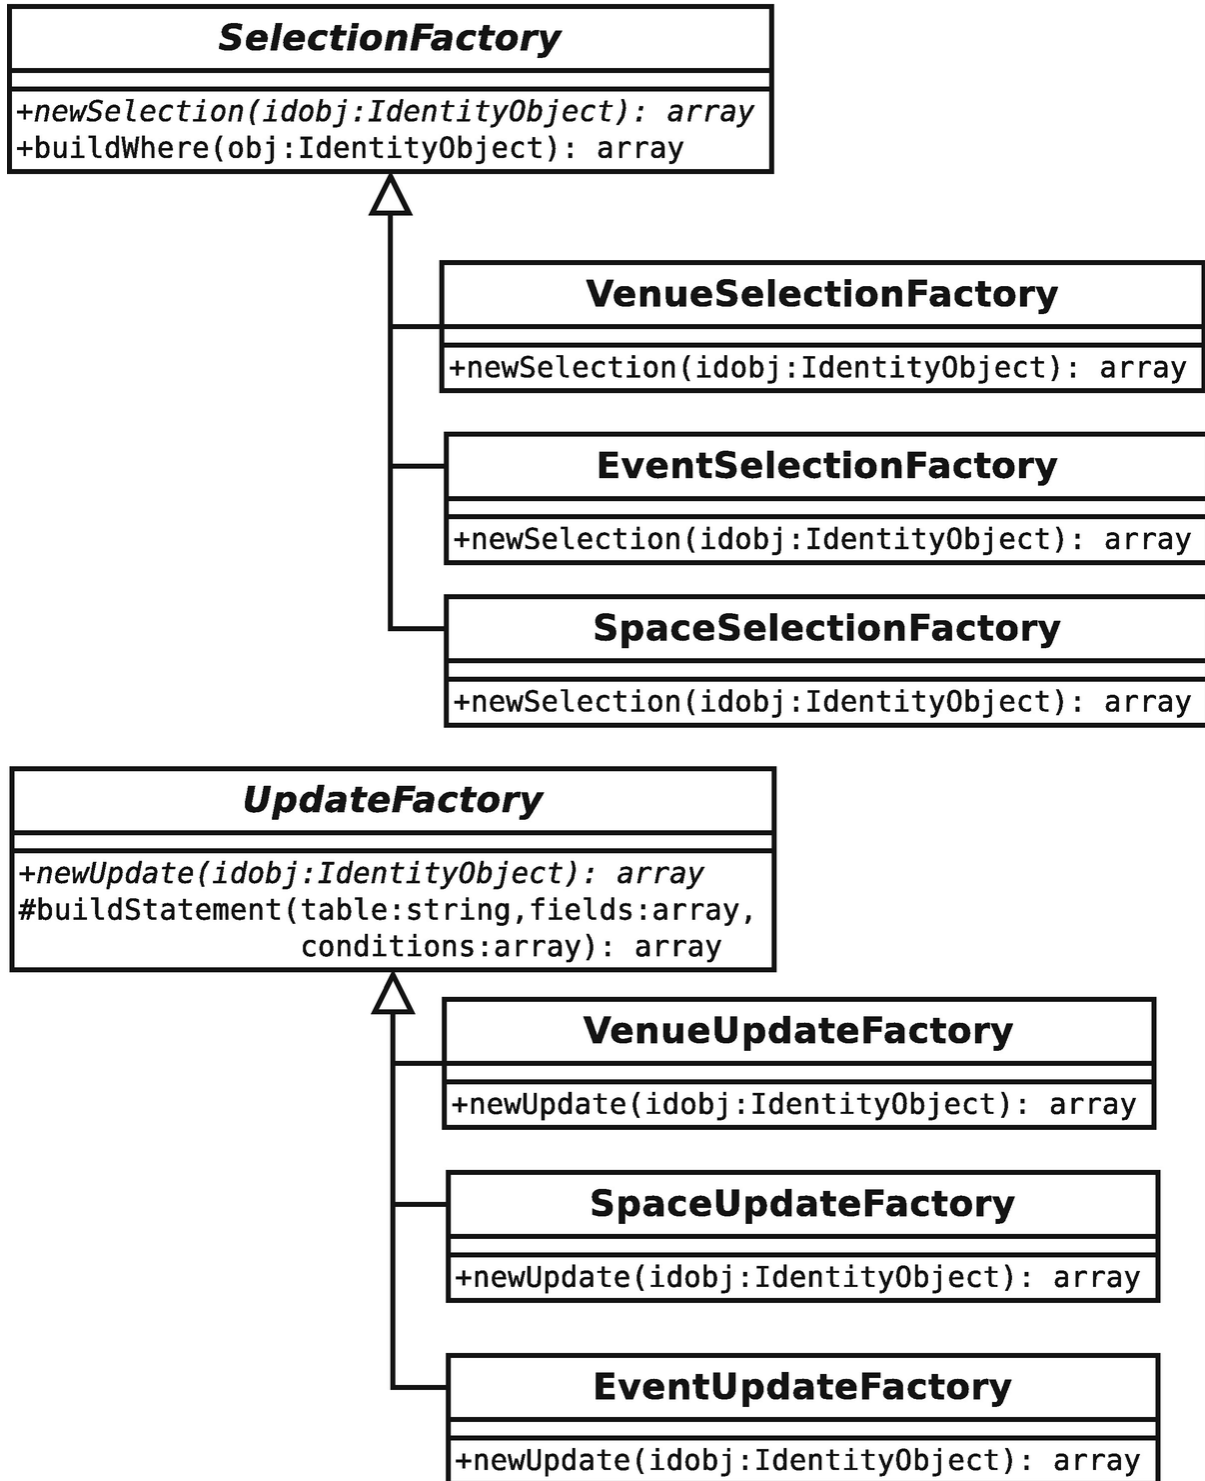 SelectionFactory
+newSelection(idobj:IdentityObject): array
+buildWhere(obj:IdentityObject): array
VenueSelectionFactory
+newSelection(idobj:IdentityObject): array
EventSelectionFactory
+newSelection(idobj:IdentityObject): array
SpaceSelectionFactory
+newSelection(idobj:IdentityObject): array
UpdateFactory
+newUpdate(idobj:IdentityObject): array
#buildStatement(table:string,fields:array,
conditions:array): array
VenueUpdateFactory
+newUpdate(idobj:IdentityObject): array
SpaceUpdateFactory
+newUpdate(idobj:IdentityObject): array
EventUpdateFactory
+newUpdate(idobj:IdentityObject): array